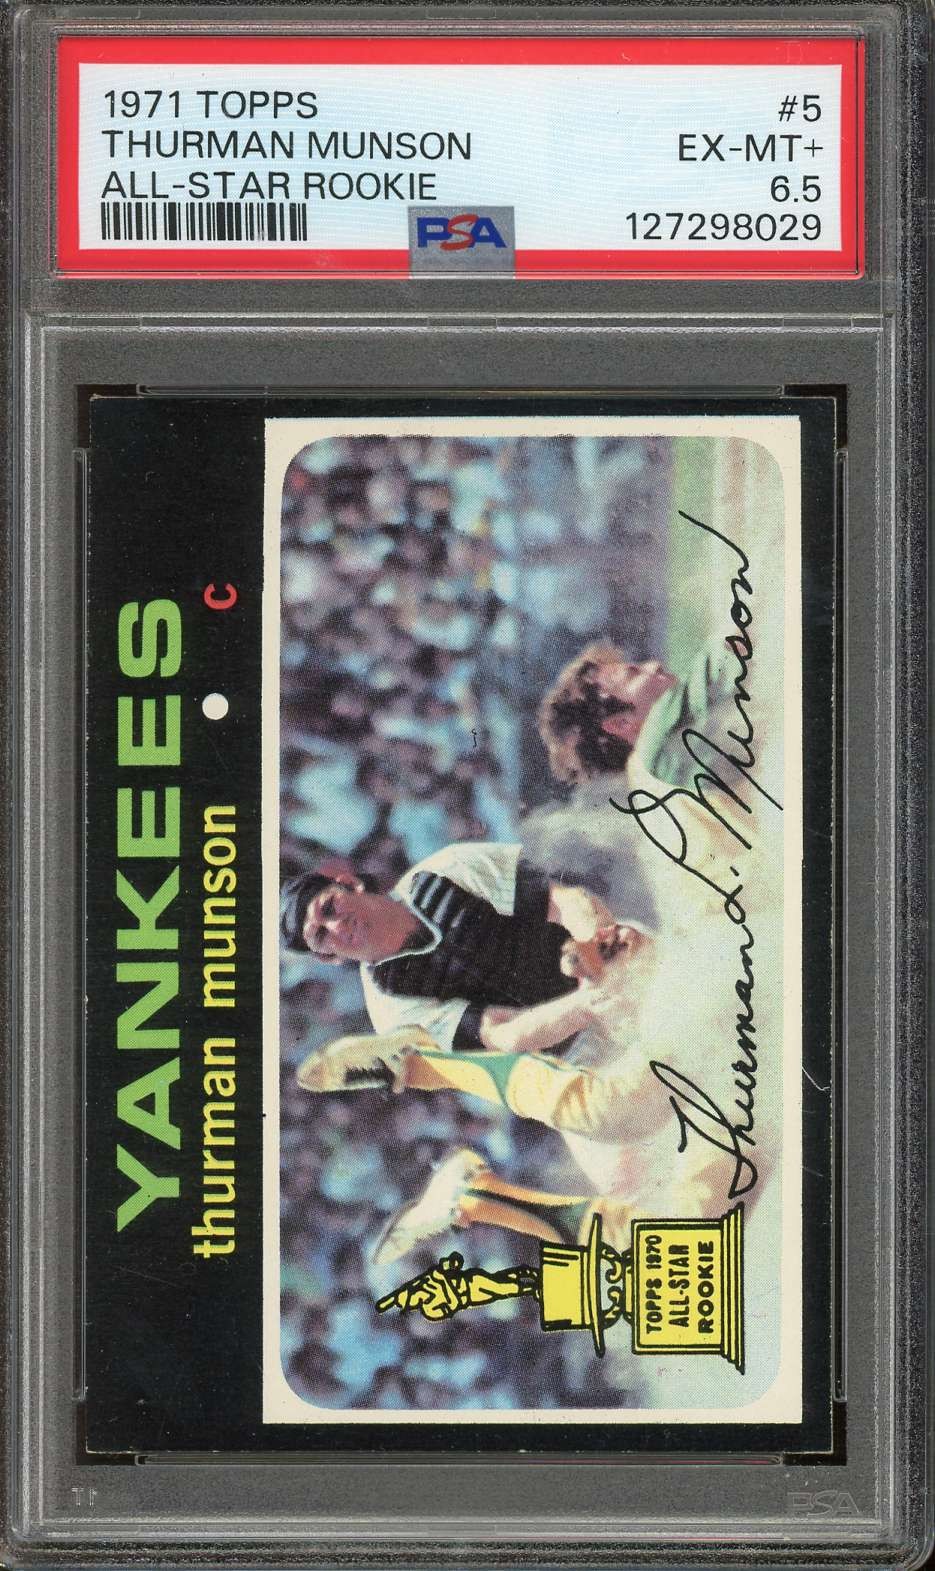 1971 TOPPS #5
THURMAN MUNSON EX-MT+
ALL-STAR ROOKIE 6.5
PSA 127298029
YANKEES
thurman munson • c
Thurman L. Munson
TOPPS 1970
ALL-STAR
ROOKIE
PSA